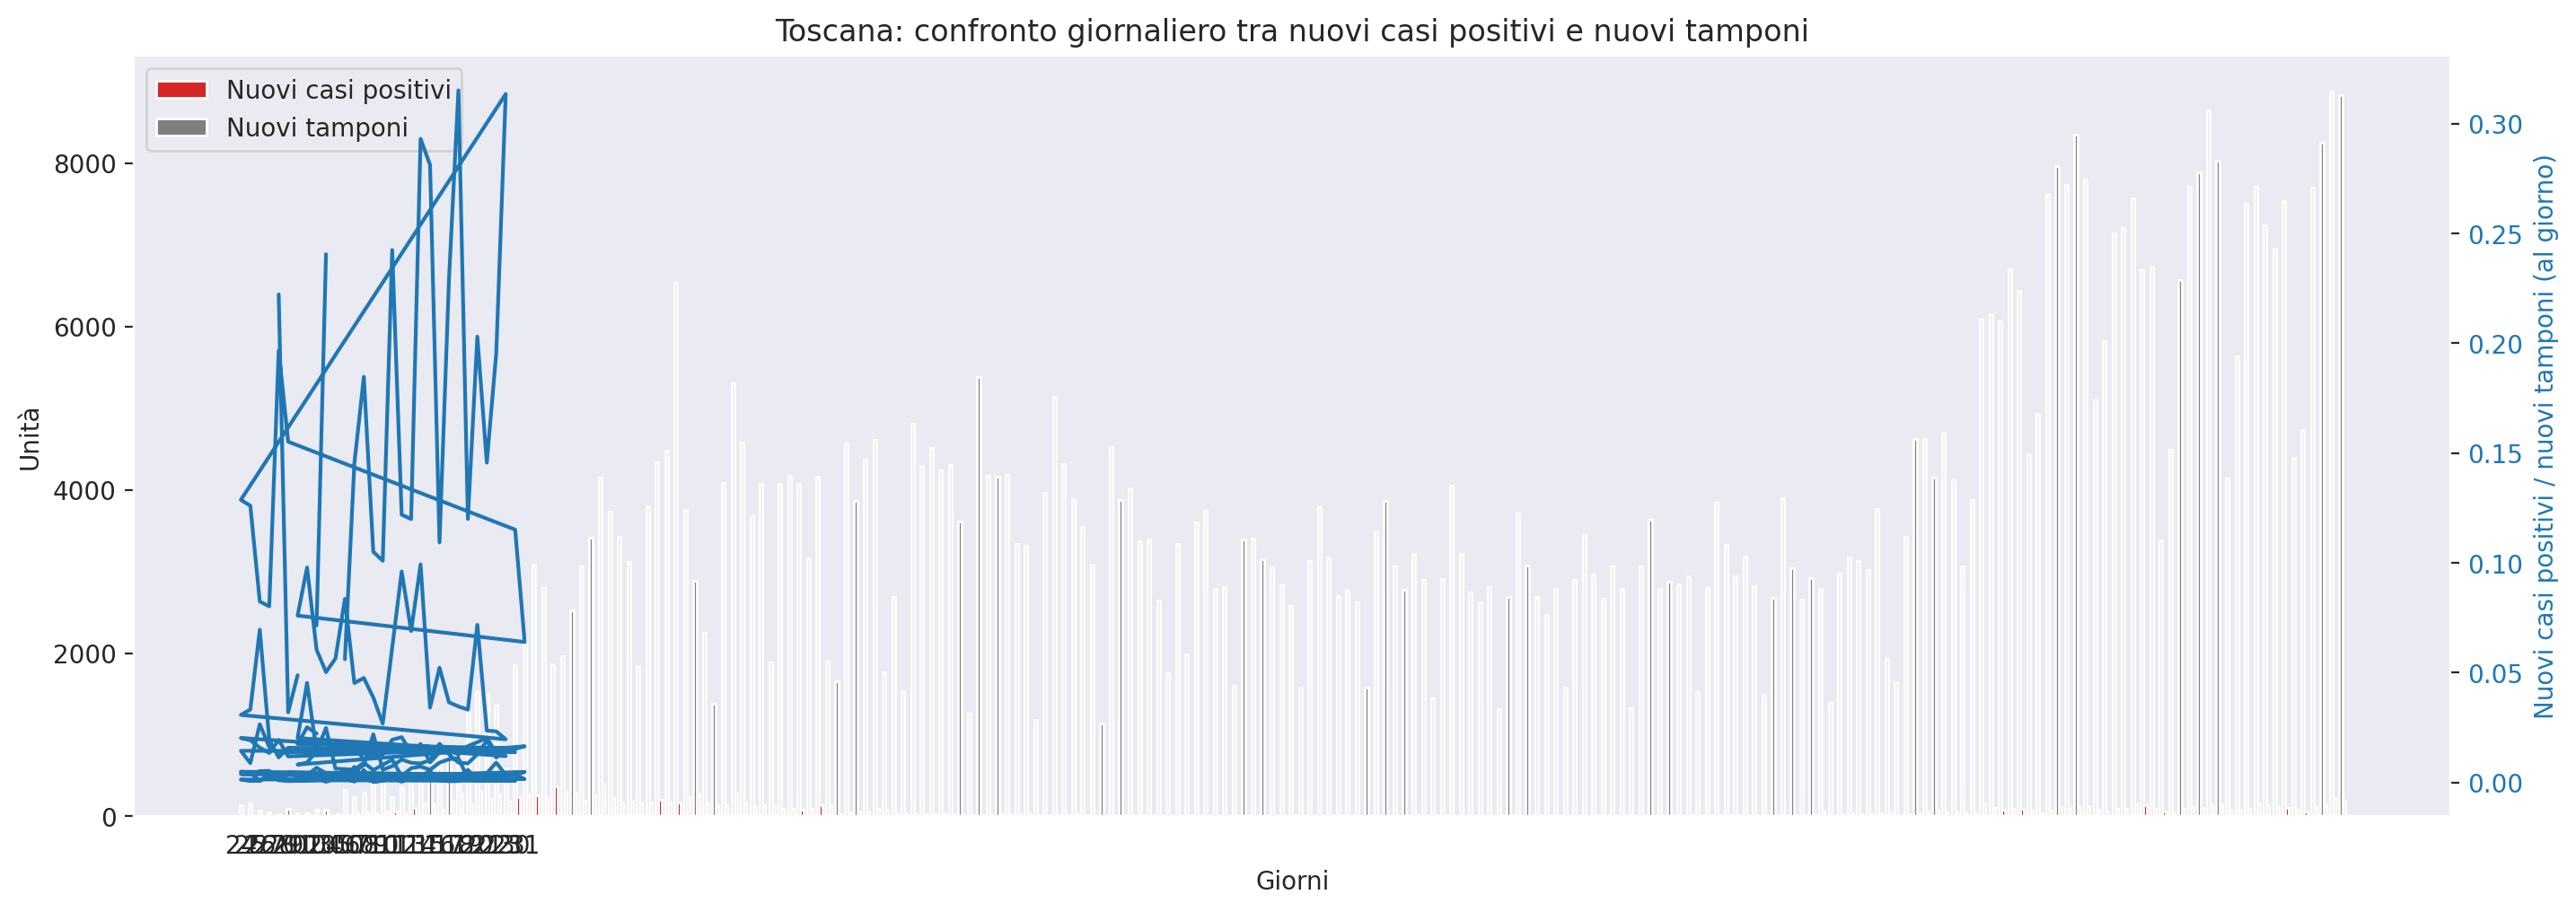 Toscana: confronto giornaliero tra nuovi casi positivi e nuovi tamponi
Nuovi casi positivi
Nuovi tamponi
8000
6000
4000
2000
0
Unità
0.30
0.25
0.20
0.15
0.10
0.05
0.00
Nuovi casi positivi / nuovi tamponi (al giorno)
Giorni